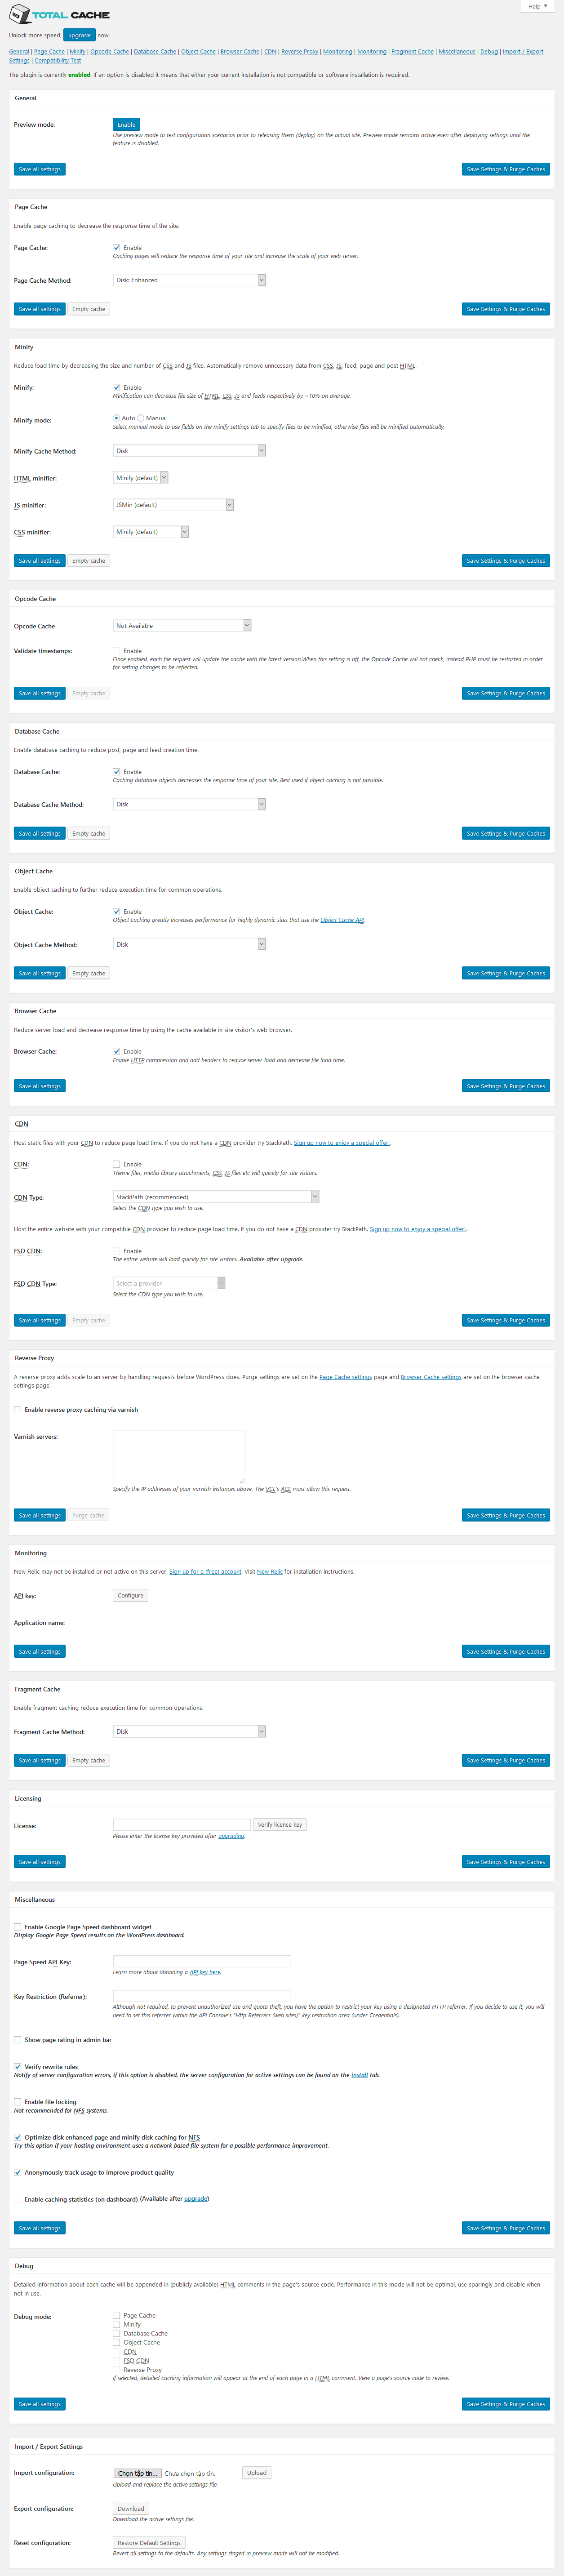 Help
W3 TOTAL CACHE
Unlock more speed, upgrade now!
General | Page Cache | Minify | Opcode Cache | Database Cache | Object Cache | Browser Cache | CDN | Reverse Proxy | Monitoring | Monitoring | Fragment Cache | Miscellaneous | Debug | Import / Export
Settings | Compatibility Test
The plugin is currently enabled. If an option is disabled it means that either your current installation is not compatible or software installation is required.
General
Preview mode: Enable
Use preview mode to test configuration scenarios prior to releasing them (deploy) on the actual site. Preview mode remains active even after deploying settings until the
feature is disabled.
Save all settings Save Settings & Purge Caches
Page Cache
Enable page caching to decrease the response time of the site.
Page Cache: Enable
Caching pages will reduce the response time of your site and increase the scale of your web server.
Page Cache Method: Disk: Enhanced
Save all settings Empty cache Save Settings & Purge Caches
Minify
Reduce load time by decreasing the size and number of CSS and JS files. Automatically remove unncessary data from CSS, JS, feed, page and post HTML.
Minify: Enable
Minification can decrease file size of HTML, CSS, JS and feeds respectively by ~10% on average.
Minify mode: Auto Manual
Select manual mode to use fields on the minify settings tab to specify files to be minified, otherwise files will be minified automatically.
Minify Cache Method: Disk
HTML minifier: Minify (default)
JS minifier: JSMin (default)
CSS minifier: Minify (default)
Save all settings Empty cache Save Settings & Purge Caches
Opcode Cache
Opcode Cache Not Available
Validate timestamps: Enable
Once enabled, each file request will update the cache with the latest version.When this setting is off, the Opcode Cache will not check, instead PHP must be restarted in order
for setting changes to be reflected.
Save all settings Empty cache Save Settings & Purge Caches
Database Cache
Enable database caching to reduce post, page and feed creation time.
Database Cache: Enable
Caching database objects decreases the response time of your site. Best used if object caching is not possible.
Database Cache Method: Disk
Save all settings Empty cache Save Settings & Purge Caches
Object Cache
Enable object caching to further reduce execution time for common operations.
Object Cache: Enable
Object caching greatly increases performance for highly dynamic sites that use the Object Cache API.
Object Cache Method: Disk
Save all settings Empty cache Save Settings & Purge Caches
Browser Cache
Reduce server load and decrease response time by using the cache available in site visitor's web browser.
Browser Cache: Enable
Enable HTTP compression and add headers to reduce server load and decrease file load time.
Save all settings Save Settings & Purge Caches
CDN
Host static files with your CDN to reduce page load time. If you do not have a CDN provider try StackPath. Sign up now to enjoy a special offer!.
CDN: Enable
Theme files, media library attachments, CSS, JS files etc will quickly for site visitors.
CDN Type: StackPath (recommended)
Select the CDN type you wish to use.
Host the entire website with your compatible CDN provider to reduce page load time. If you do not have a CDN provider try StackPath. Sign up now to enjoy a special offer!.
FSD CDN: Enable
The entire website will load quickly for site visitors. Available after upgrade.
FSD CDN Type: Select a provider
Select the CDN type you wish to use.
Save all settings Empty cache Save Settings & Purge Caches
Reverse Proxy
A reverse proxy adds scale to an server by handling requests before WordPress does. Purge settings are set on the Page Cache settings page and Browser Cache settings are set on the browser cache
settings page.
Enable reverse proxy caching via varnish
Varnish servers:
Specify the IP addresses of your varnish instances above. The VCL's ACL must allow this request.
Save all settings Purge cache Save Settings & Purge Caches
Monitoring
New Relic may not be installed or not active on this server. Sign up for a (free) account. Visit New Relic for installation instructions.
API key: Configure
Application name:
Save all settings Save Settings & Purge Caches
Fragment Cache
Enable fragment caching reduce execution time for common operations.
Fragment Cache Method: Disk
Save all settings Empty cache Save Settings & Purge Caches
Licensing
License: Verify license key
Please enter the license key provided after upgrading.
Save all settings Save Settings & Purge Caches
Miscellaneous
Enable Google Page Speed dashboard widget
Display Google Page Speed results on the WordPress dashboard.
Page Speed API Key:
Learn more about obtaining a API key here.
Key Restriction (Referrer):
Although not required, to prevent unauthorized use and quota theft, you have the option to restrict your key using a designated HTTP referrer. If you decide to use it, you will
need to set this referrer within the API Console's "Http Referrers (web sites)" key restriction area (under Credentials).
Show page rating in admin bar
Verify rewrite rules
Notify of server configuration errors, if this option is disabled, the server configuration for active settings can be found on the install tab.
Enable file locking
Not recommended for NFS systems.
Optimize disk enhanced page and minify disk caching for NFS
Try this option if your hosting environment uses a network based file system for a possible performance improvement.
Anonymously track usage to improve product quality
Enable caching statistics (on dashboard) (Available after upgrade)
Save all settings Save Settings & Purge Caches
Debug
Detailed information about each cache will be appended in (publicly available) HTML comments in the page's source code. Performance in this mode will not be optimal, use sparingly and disable when
not in use.
Debug mode: Page Cache
Minify
Database Cache
Object Cache
CDN
FSD CDN
Reverse Proxy
If selected, detailed caching information will appear at the end of each page in a HTML comment. View a page's source code to review.
Save all settings Save Settings & Purge Caches
Import / Export Settings
Import configuration: Chọn tập tin... Chưa chọn tập tin. Upload
Upload and replace the active settings file.
Export configuration: Download
Download the active settings file.
Reset configuration: Restore Default Settings
Revert all settings to the defaults. Any settings staged in preview mode will not be modified.